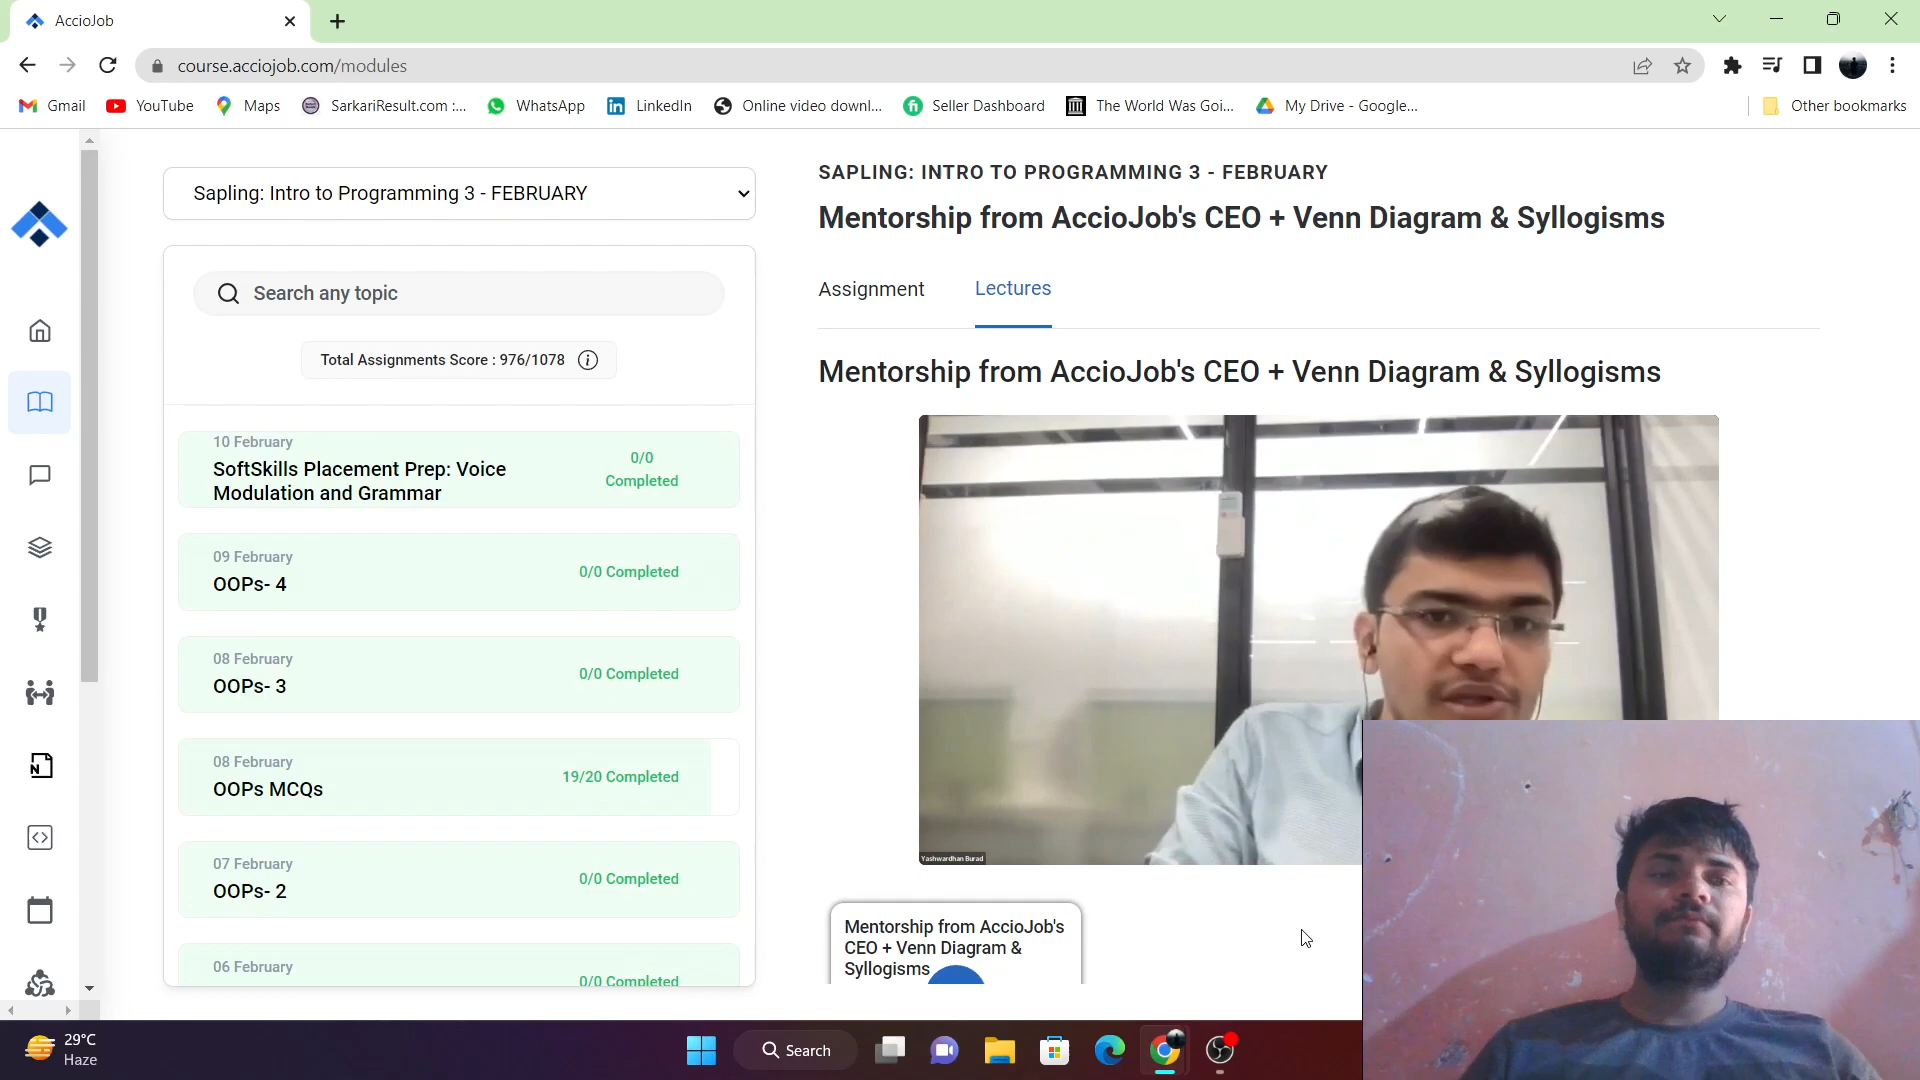 AccioJob
course.acciojob.com/modules
Gmail
YouTube
Maps
SarkariResult.com :...
WhatsApp
LinkedIn
Online video downl...
Seller Dashboard
The World Was Goi...
My Drive - Google...
Other bookmarks
Sapling: Intro to Programming 3 - FEBRUARY
Search any topic
Total Assignments Score : 976/1078
10 February
SoftSkills Placement Prep: Voice
Modulation and Grammar
0/0
Completed
09 February
OOPs- 4
0/0 Completed
08 February
OOPs- 3
0/0 Completed
08 February
OOPs MCQs
19/20 Completed
07 February
OOPs- 2
0/0 Completed
06 February
0/0 Completed
SAPLING: INTRO TO PROGRAMMING 3 - FEBRUARY
Mentorship from AccioJob's CEO + Venn Diagram & Syllogisms
Assignment
Lectures
Mentorship from AccioJob's CEO + Venn Diagram & Syllogisms
Yashwardhan Burad
Mentorship from AccioJob's
CEO + Venn Diagram &
Syllogisms
29°C
Haze
Search